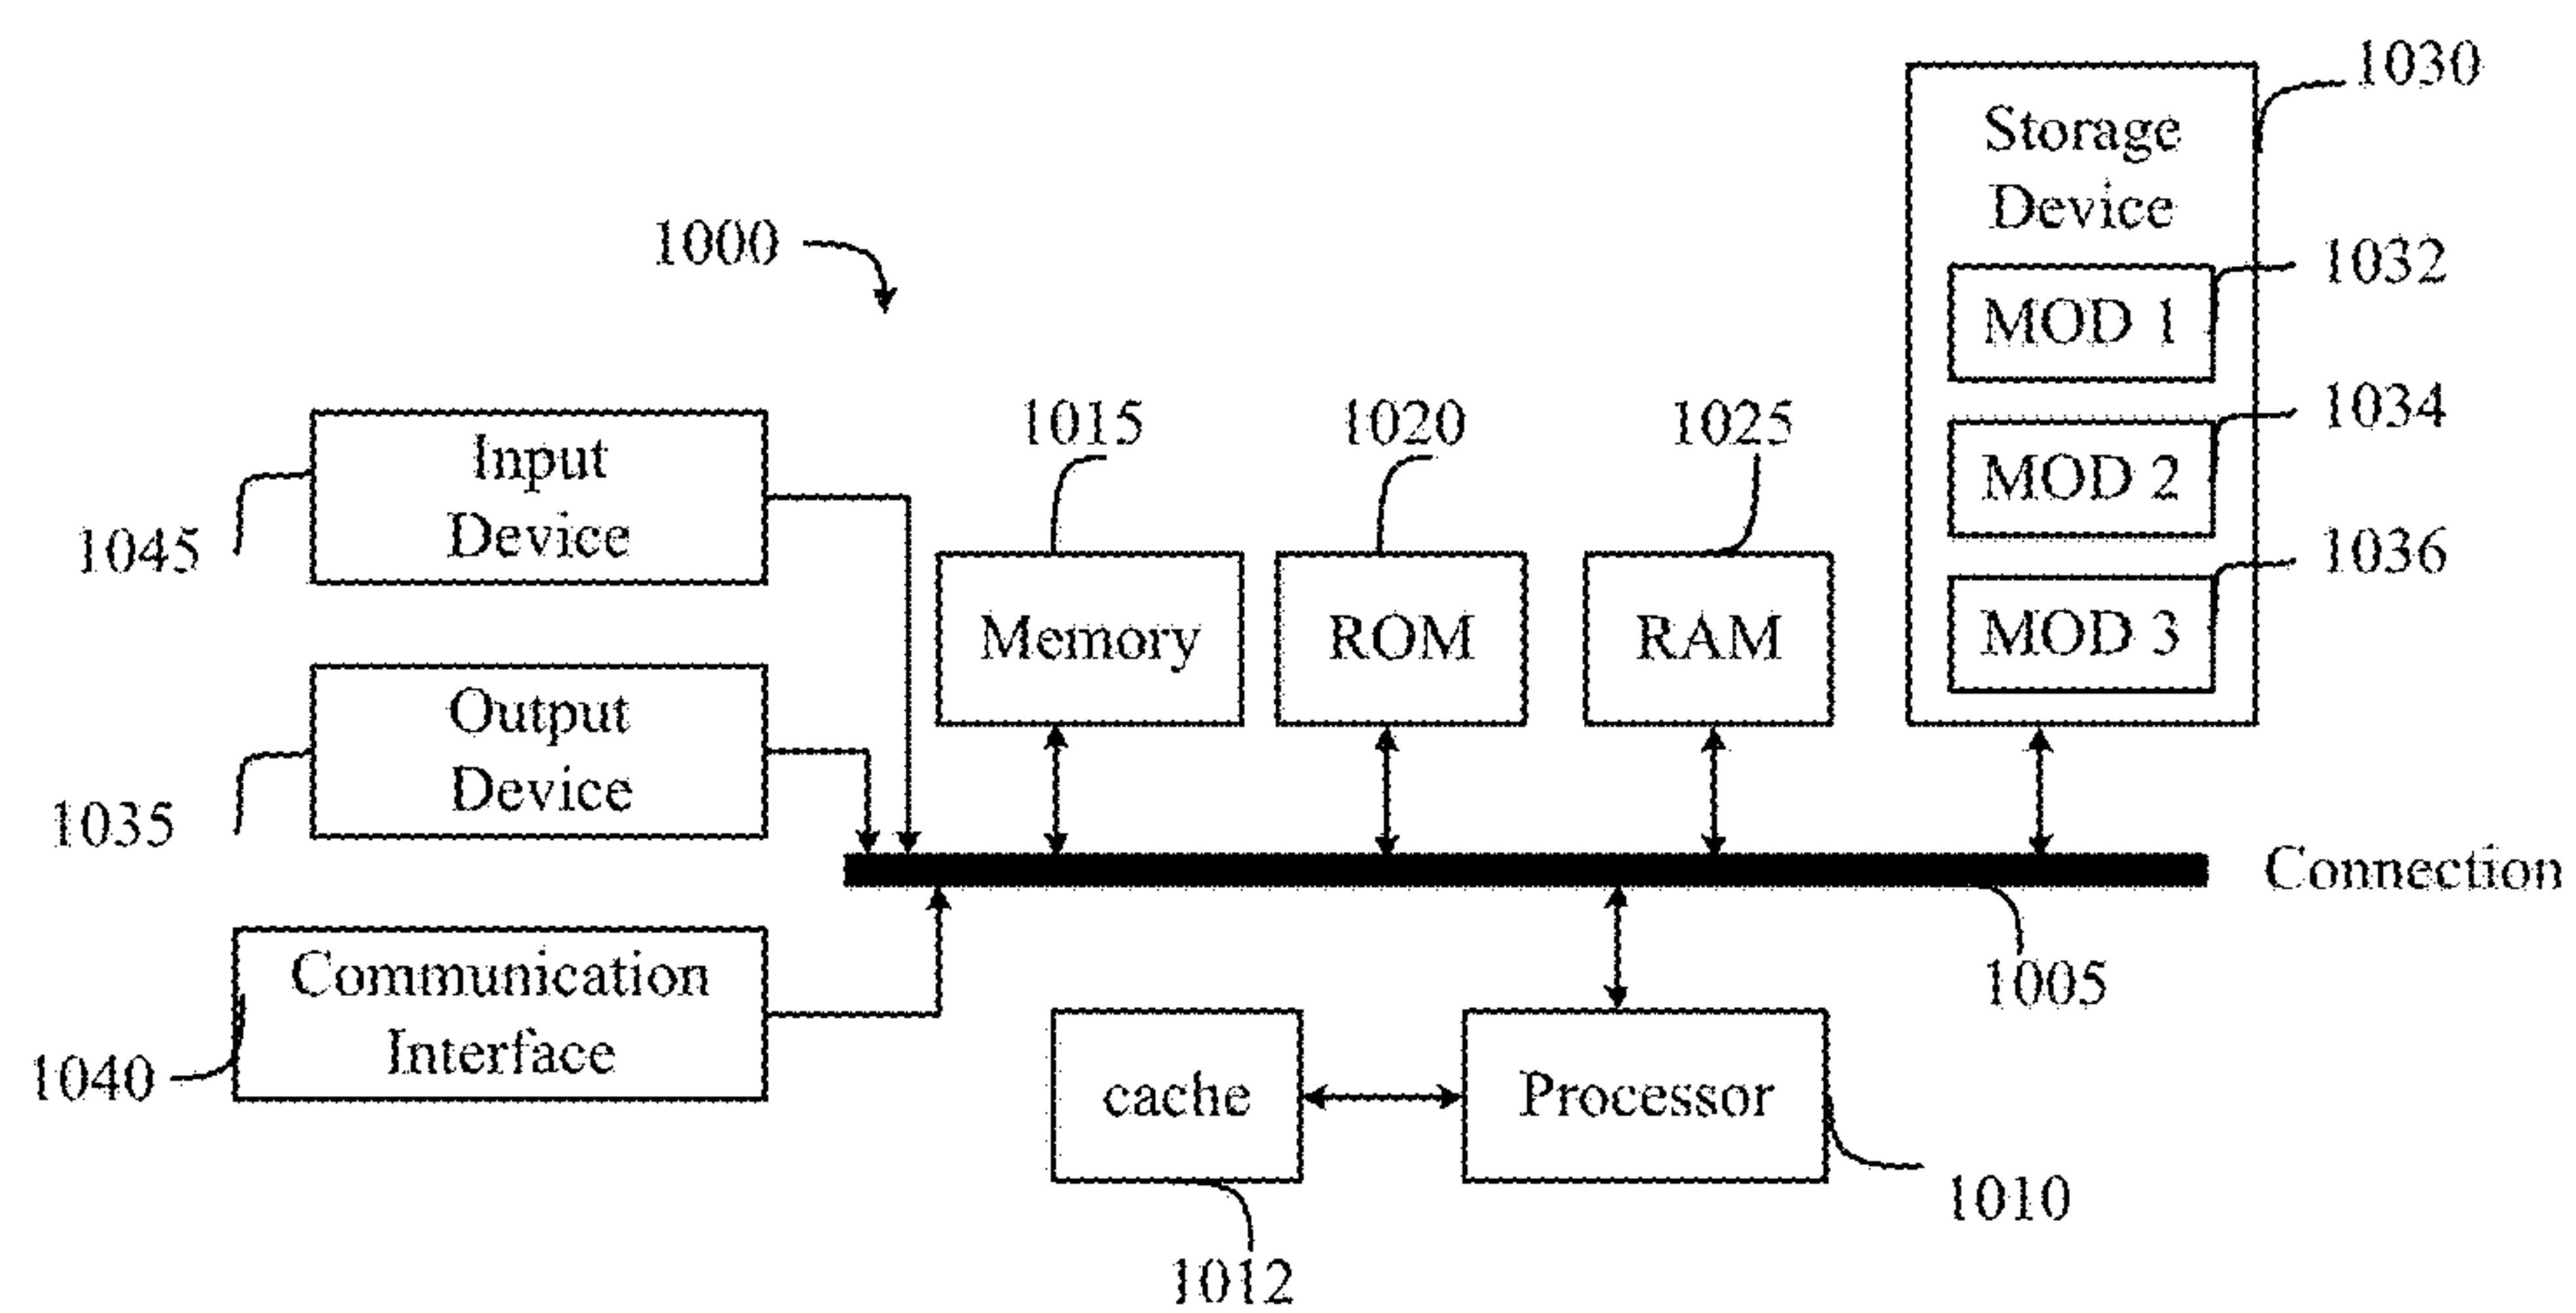 1030
Storage
Device
1000
1032
MOD 1
1034
MOD 2
1036
MOD 3
1015
1020
1025
Input
Device
1045
Memory
ROM
RAM
Output
Device
1035
Connection
1005
Communication
Interface
1040
cache
Processor
1010
1012